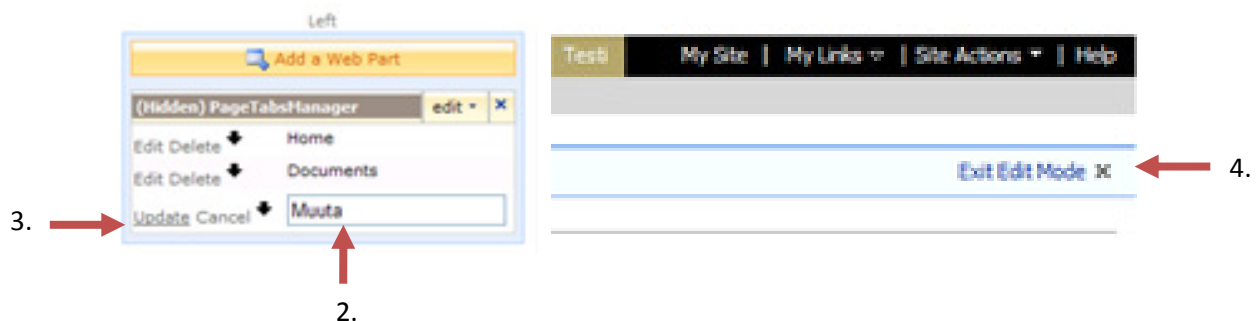 Left
Add a Web Part
(Hidden) PageTabsManager edit
Edit Delete Home
Edit Delete Documents
Update Cancel Muuta
3.
2.
Testi My Site | My Links | Site Actions | Help
Exit Edit Mode
4.